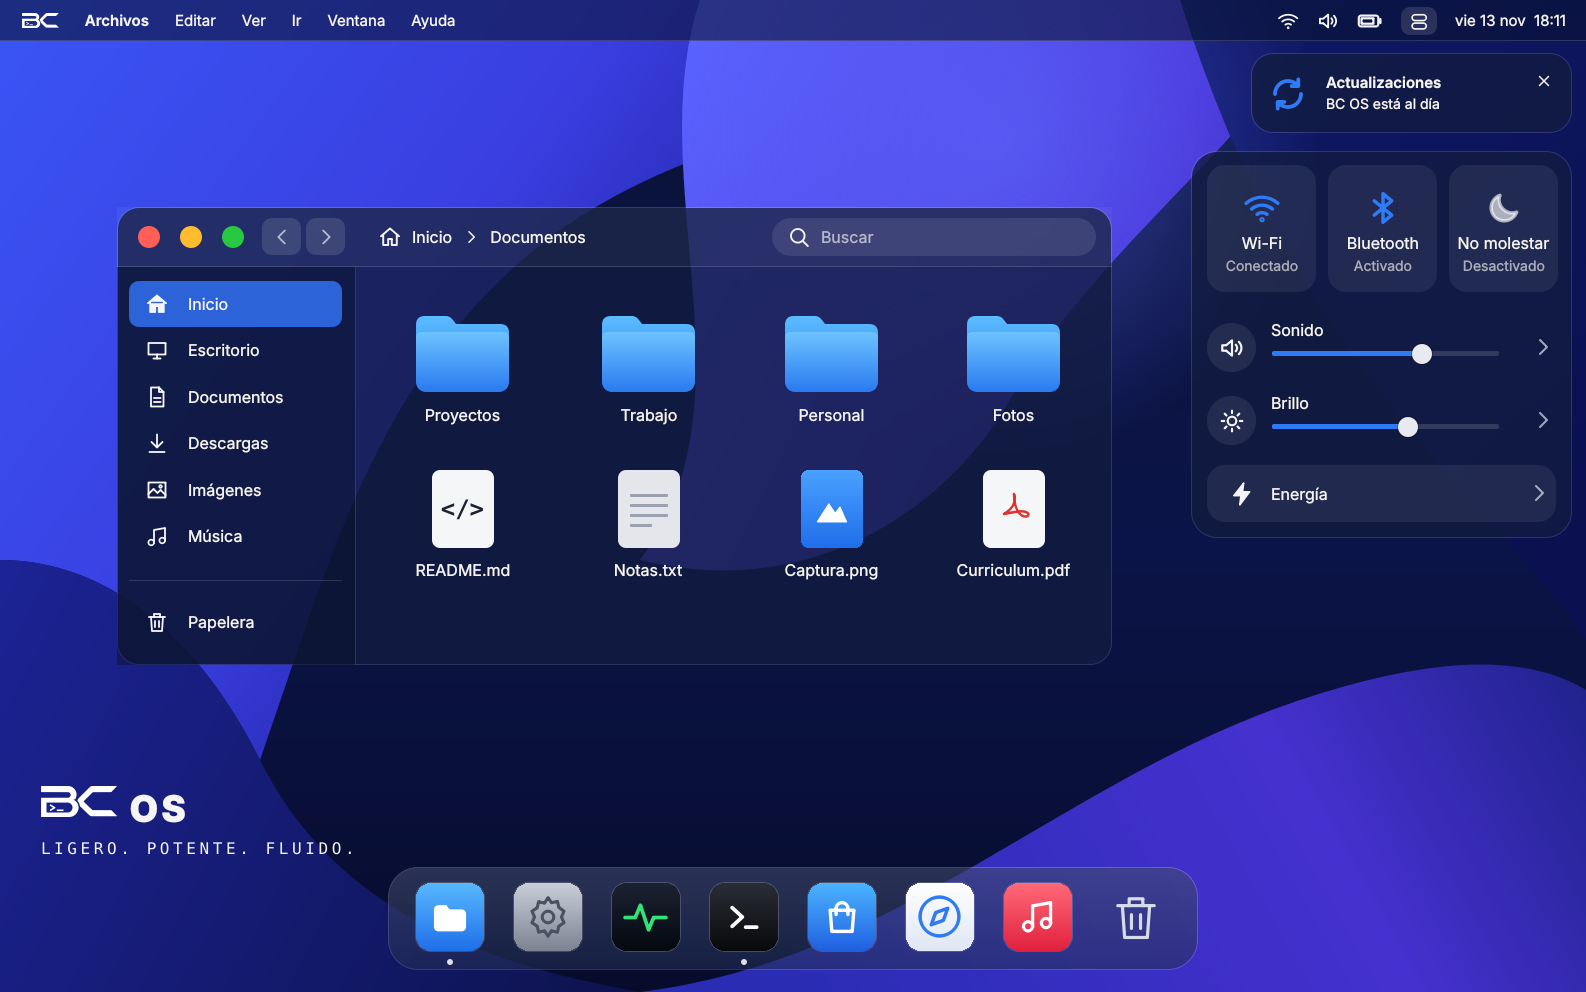 BC Archivos Editar Ver Ir Ventana Ayuda vie 13 nov 18:11
Actualizaciones
BC OS está al día
Wi-Fi
Conectado
Bluetooth
Activado
No molestar
Desactivado
Sonido
Brillo
Energía
Inicio > Documentos
Buscar
Inicio
Escritorio
Documentos
Descargas
Imágenes
Música
Papelera
Proyectos Trabajo Personal Fotos
</>
README.md Notas.txt Captura.png Curriculum.pdf
BC os
LIGERO. POTENTE. FLUIDO.